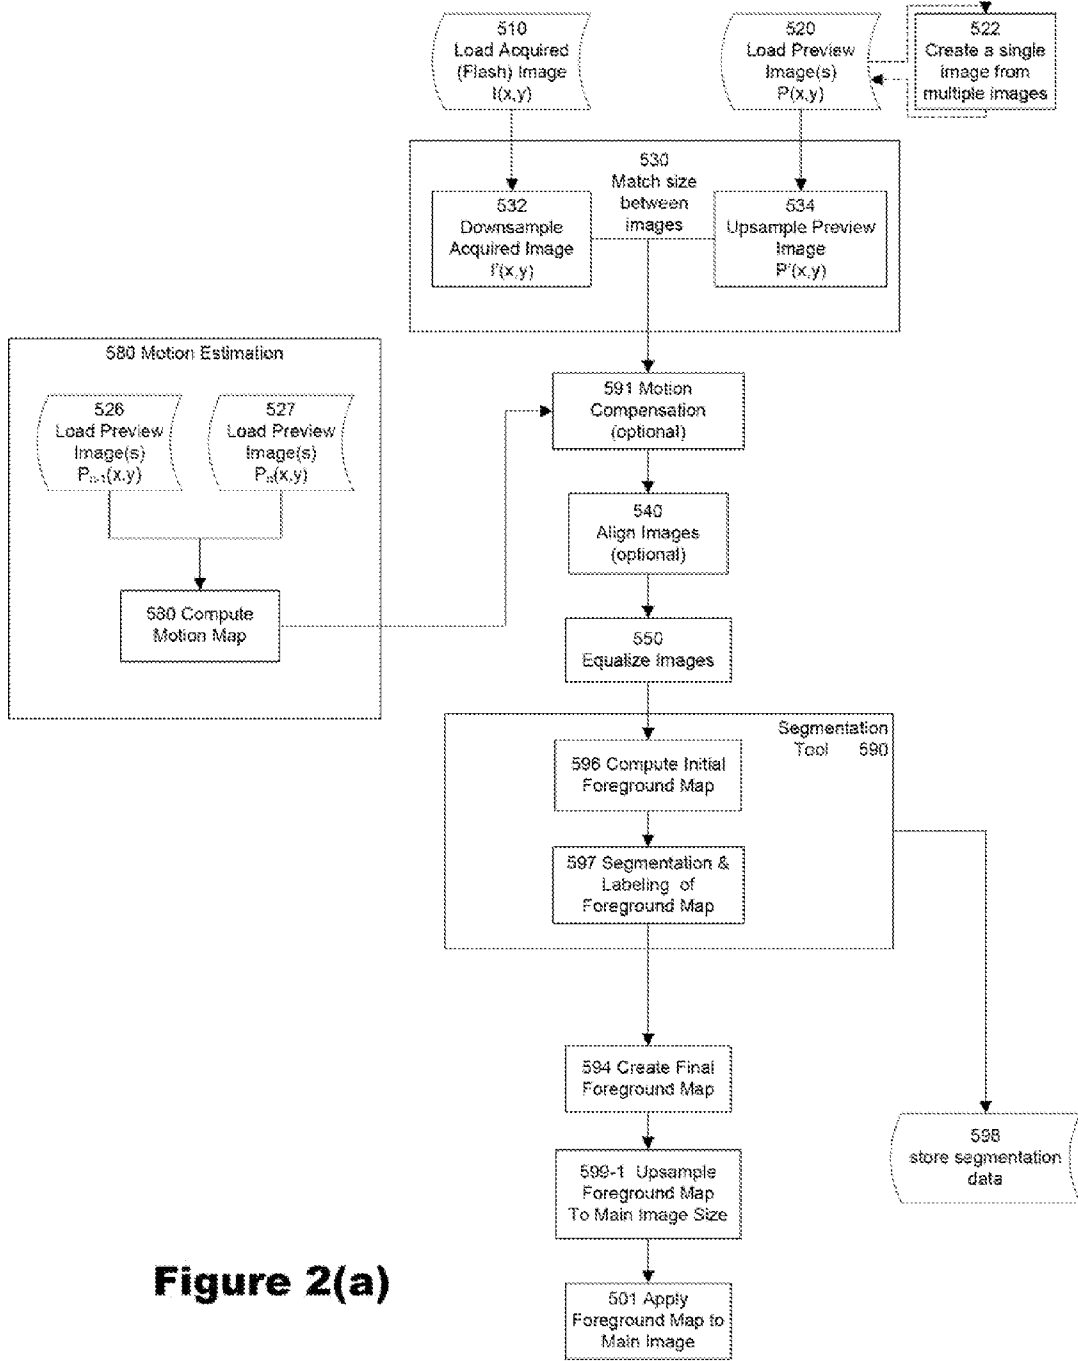 510
Load Acquired
(Flash) Image
I(x,y)
520
Load Preview
Image(s)
P(x,y)
522
Create a single
image from
multiple images
530
Match size
between
images
532
Downsample
Acquired Image
I'(x,y)
534
Upsample Preview
Image
P'(x,y)
580 Motion Estimation
526
Load Preview
Image(s)
Pₙ₋₁(x,y)
527
Load Preview
Image(s)
Pₙ(x,y)
580 Compute
Motion Map
591 Motion
Compensation
(optional)
540
Align Images
(optional)
550
Equalize Images
Segmentation
Tool 590
596 Compute Initial
Foreground Map
597 Segmentation &
Labeling of
Foreground Map
594 Create Final
Foreground Map
598
store segmentation
data
599-1 Upsample
Foreground Map
To Main Image Size
501 Apply
Foreground Map to
Main Image
Figure 2(a)